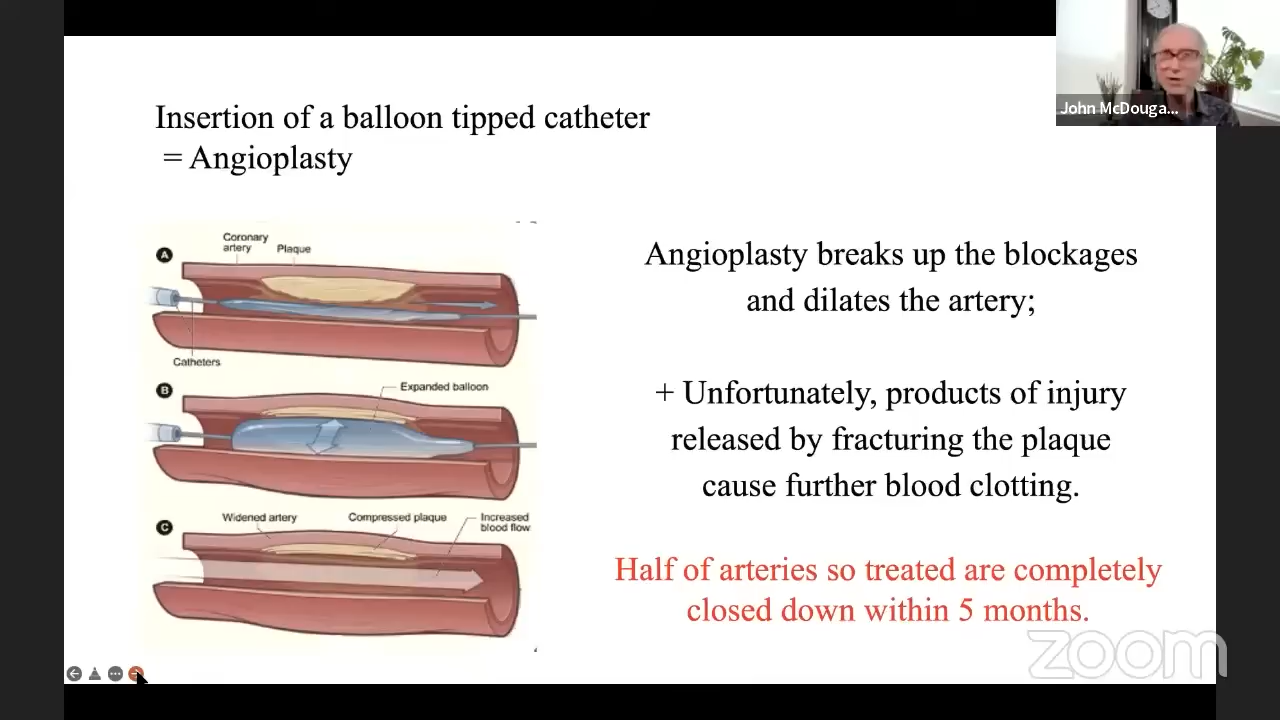 John McDouga...
Insertion of a balloon tipped catheter
= Angioplasty
A
Coronary
artery
Plaque
Catheters
B
Expanded balloon
C
Widened artery
Compressed plaque
Increased
blood flow
Angioplasty breaks up the blockages
and dilates the artery;
+ Unfortunately, products of injury
released by fracturing the plaque
cause further blood clotting.
Half of arteries so treated are completely
closed down within 5 months.
zoom